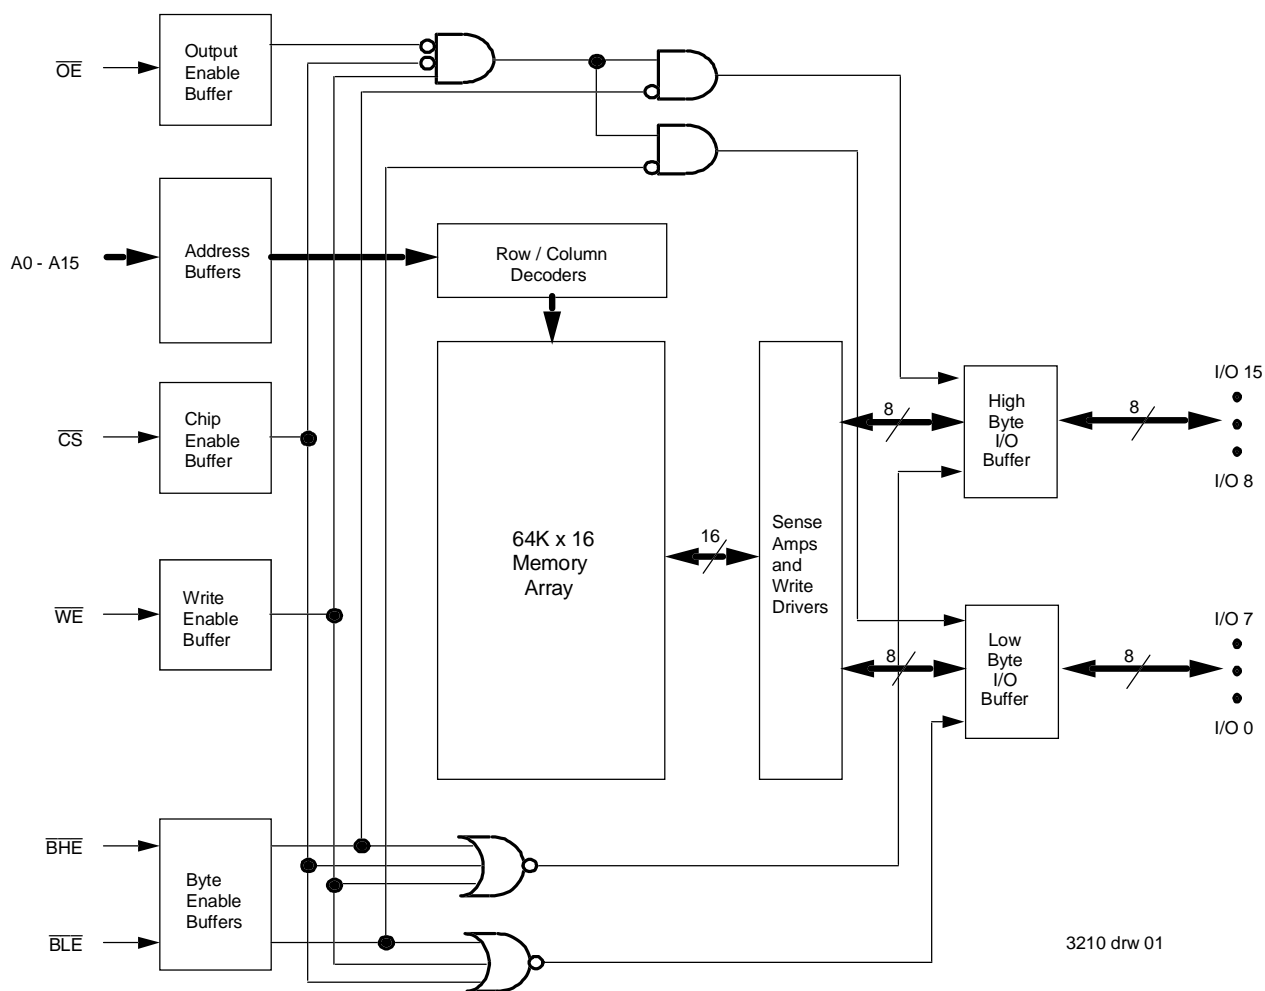 OE
Output
Enable
Buffer
A0 - A15
Address
Buffers
Row / Column
Decoders
CS
Chip
Enable
Buffer
WE
Write
Enable
Buffer
64K x 16
Memory
Array
16
Sense
Amps
and
Write
Drivers
8
High
Byte
I/O
Buffer
8
I/O 15
I/O 8
8
Low
Byte
I/O
Buffer
8
I/O 7
I/O 0
BHE
Byte
Enable
Buffers
BLE
3210 drw 01